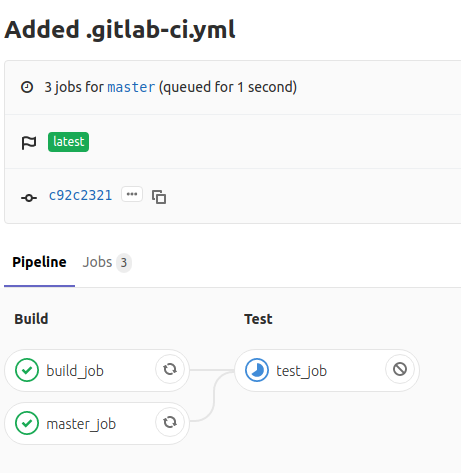 Added .gitlab-ci.yml
3 jobs for master (queued for 1 second)
latest
c92c2321
Pipeline Jobs 3
Build Test
build_job test_job
master_job